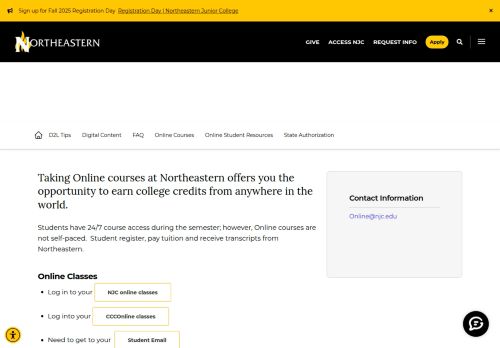 Sign up for Fall 2025 Registration Day Registration Day | Northeastern Junior College ×
NORTHEASTERN GIVE ACCESS NJC REQUEST INFO Apply
D2L Tips Digital Content FAQ Online Courses Online Student Resources State Authorization
Taking Online courses at Northeastern offers you the
opportunity to earn college credits from anywhere in the
world.
Students have 24/7 course access during the semester; however, Online courses are
not self-paced. Student register, pay tuition and receive transcripts from
Northeastern.
Online Classes
Log in to your NJC online classes
Log into your CCCOnline classes
Need to get to your Student Email
Contact Information
Online@njc.edu